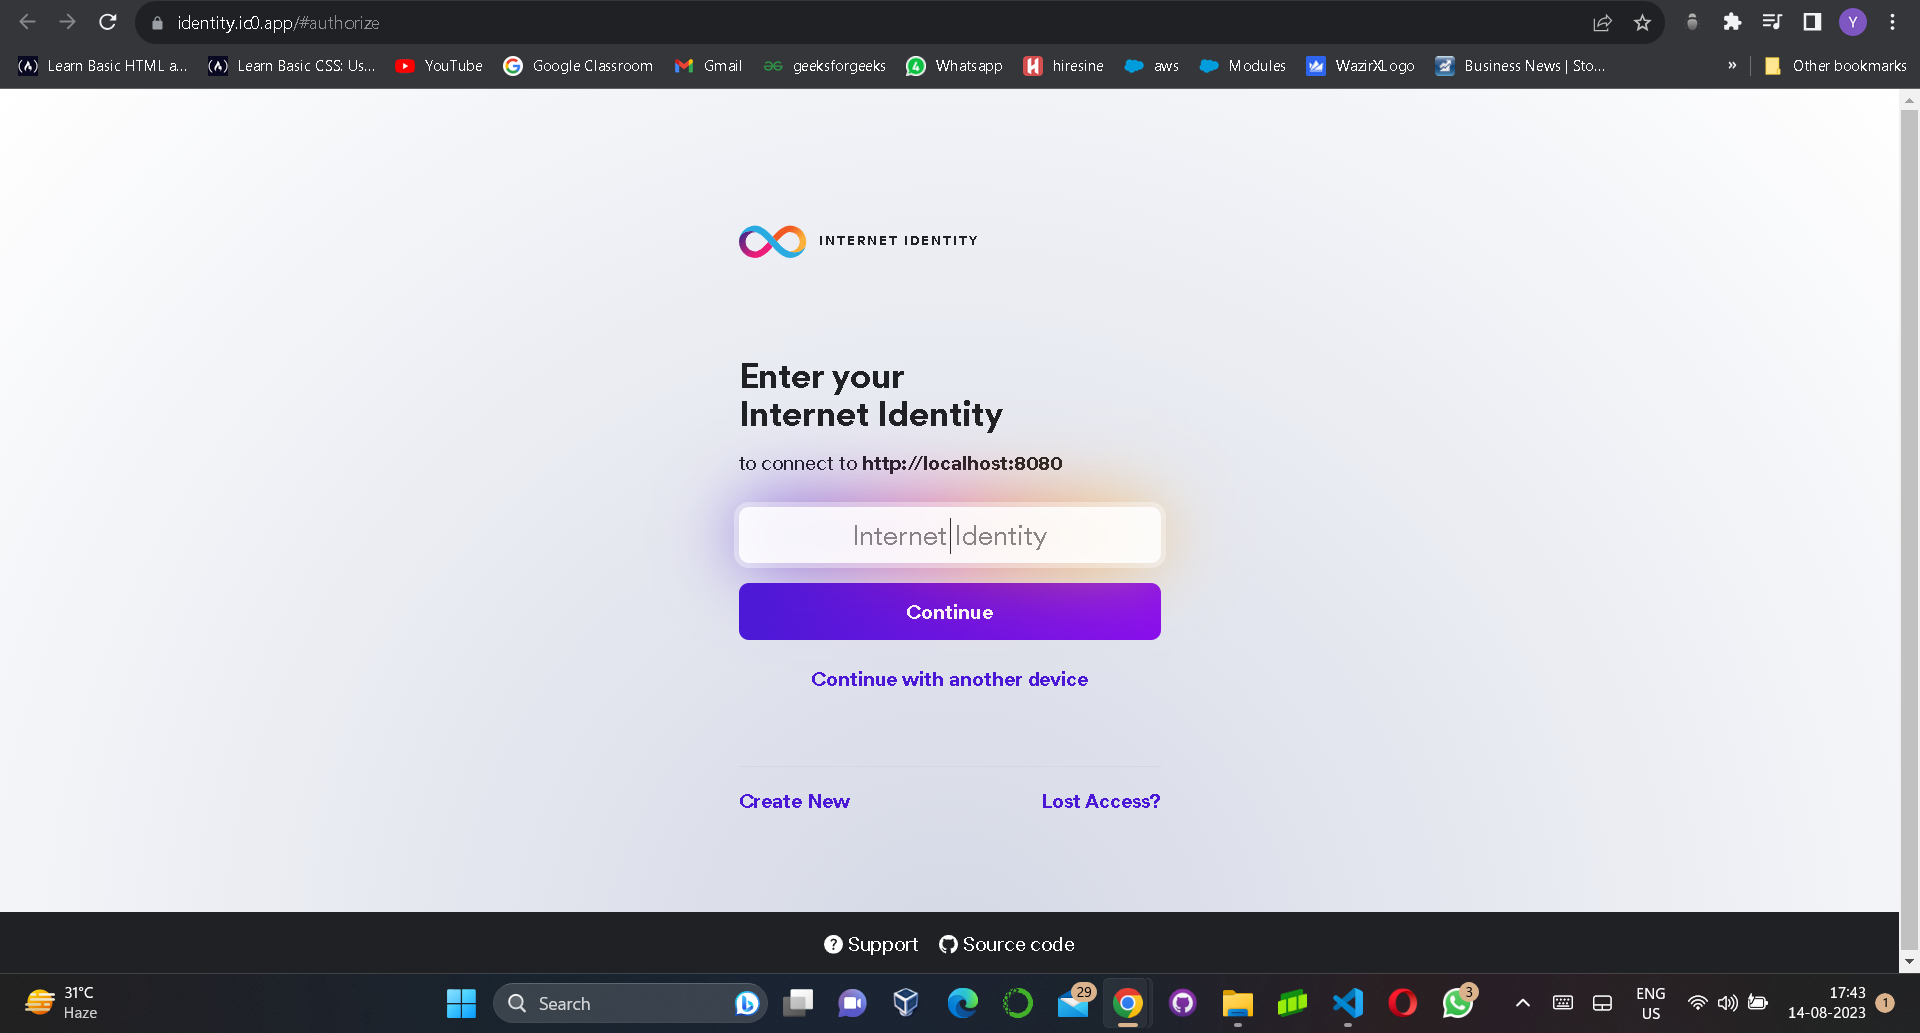 identity.ic0.app/#authorize
Y
Learn Basic HTML a...
Learn Basic CSS: Us...
YouTube
Google Classroom
Gmail
geeksforgeeks
Whatsapp
hiresine
aws
Modules
WazirXLogo
Business News | Sto...
»
Other bookmarks
INTERNET IDENTITY
Enter your
Internet Identity
to connect to http://localhost:8080
Internet Identity
Continue
Continue with another device
Create New
Lost Access?
Support
Source code
31°C
Haze
Search
29
3
ENG
US
17:43
14-08-2023
1